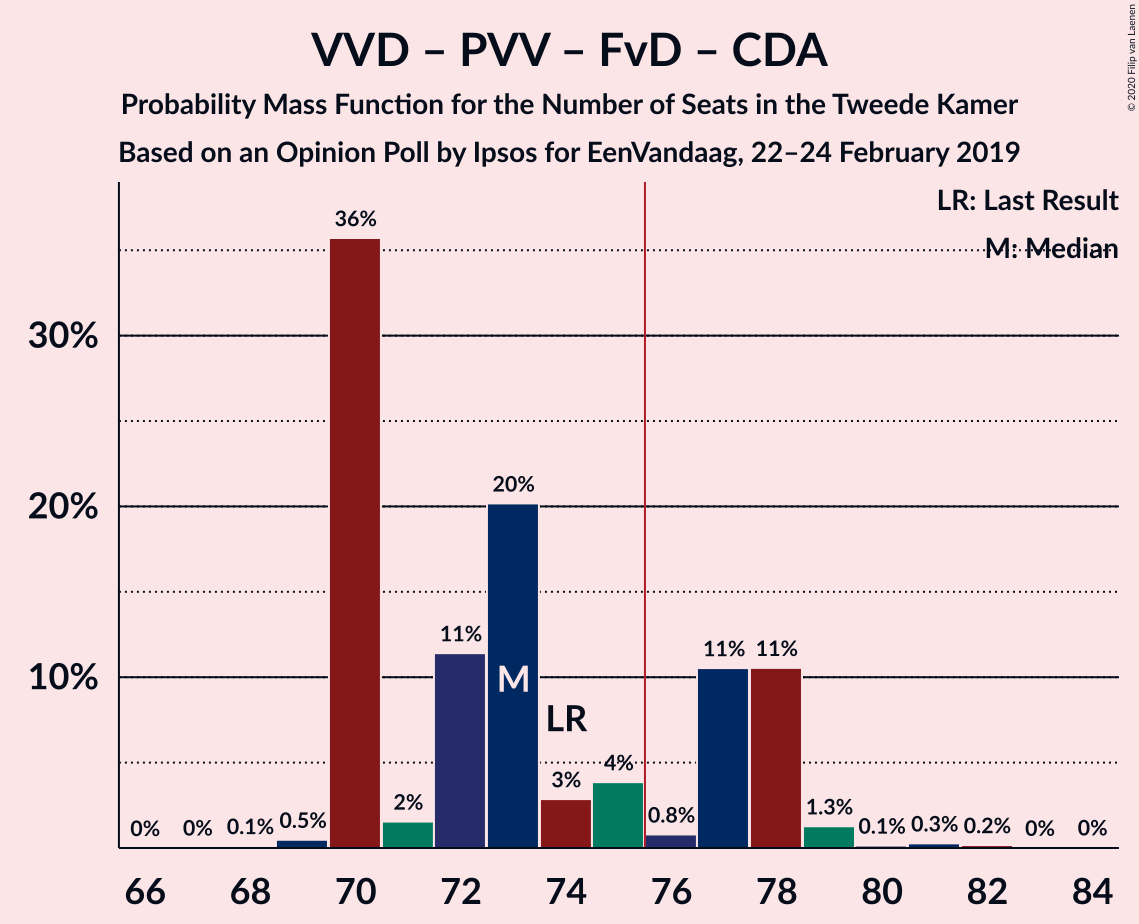 VVD – PVV – FvD – CDA
Probability Mass Function for the Number of Seats in the Tweede Kamer
Based on an Opinion Poll by Ipsos for EenVandaag, 22–24 February 2019
© 2020 Filip van Laenen
LR: Last Result
M: Median
30%
20%
10%
0%
0%
0.1%
0.5%
36%
2%
11%
20%
3%
4%
0.8%
11%
11%
1.3%
0.1%
0.3%
0.2%
0%
0%
M
LR
66 68 70 72 74 76 78 80 82 84